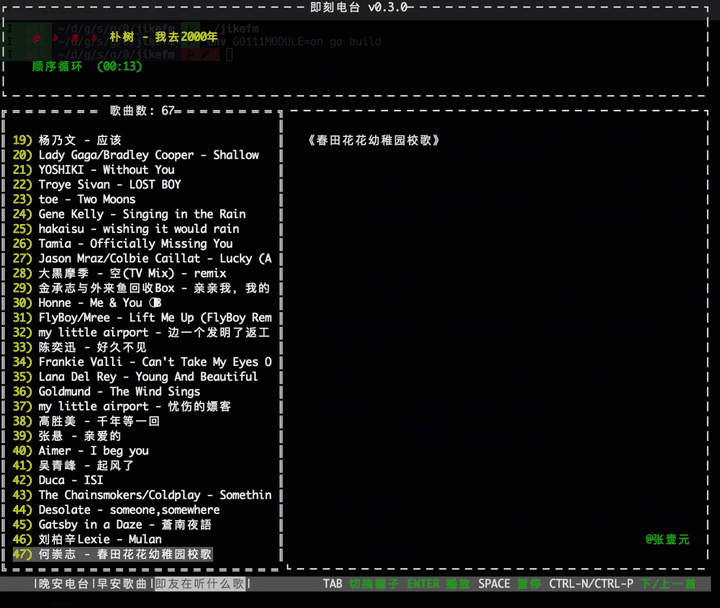 即刻电台 v0.3.0
朴树 - 我去2000年
~/d/g/s/g/@/jikefm
env GO111MODULE=on go build
顺序循环 (00:13)
歌曲数: 67
19) 杨乃文 - 应该
20) Lady Gaga/Bradley Cooper - Shallow
21) YOSHIKI - Without You
22) Troye Sivan - LOST BOY
23) toe - Two Moons
24) Gene Kelly - Singing in the Rain
25) hakaisu - wishing it would rain
26) Tamia - Officially Missing You
27) Jason Mraz/Colbie Caillat - Lucky (A
28) 大黒摩季 - 空(TV Mix) - remix
29) 金承志与外来鱼回收Box - 亲亲我, 我的
30) Honne - Me & You
31) FlyBoy/Mree - Lift Me Up (FlyBoy Rem
32) my little airport - 边一个发明了返工
33) 陈奕迅 - 好久不见
34) Frankie Valli - Can't Take My Eyes O
35) Lana Del Rey - Young And Beautiful
36) Goldmund - The Wind Sings
37) my little airport - 忧伤的嫖客
38) 高胜美 - 千年等一回
39) 张悬 - 亲爱的
40) Aimer - I beg you
41) 吴青峰 - 起风了
42) Duca - ISI
43) The Chainsmokers/Coldplay - Somethin
44) Desolate - someone,somewhere
45) Gatsby in a Daze - 蒼南夜語
46) 刘柏辛Lexie - Mulan
47) 何崇志 - 春田花花幼稚园校歌
《春田花花幼稚园校歌》
@张壹元
|晚安电台|早安歌曲|即友在听什么歌|
TAB 切换面子 ENTER 播放 SPACE 暂停 CTRL-N/CTRL-P 下/上一首